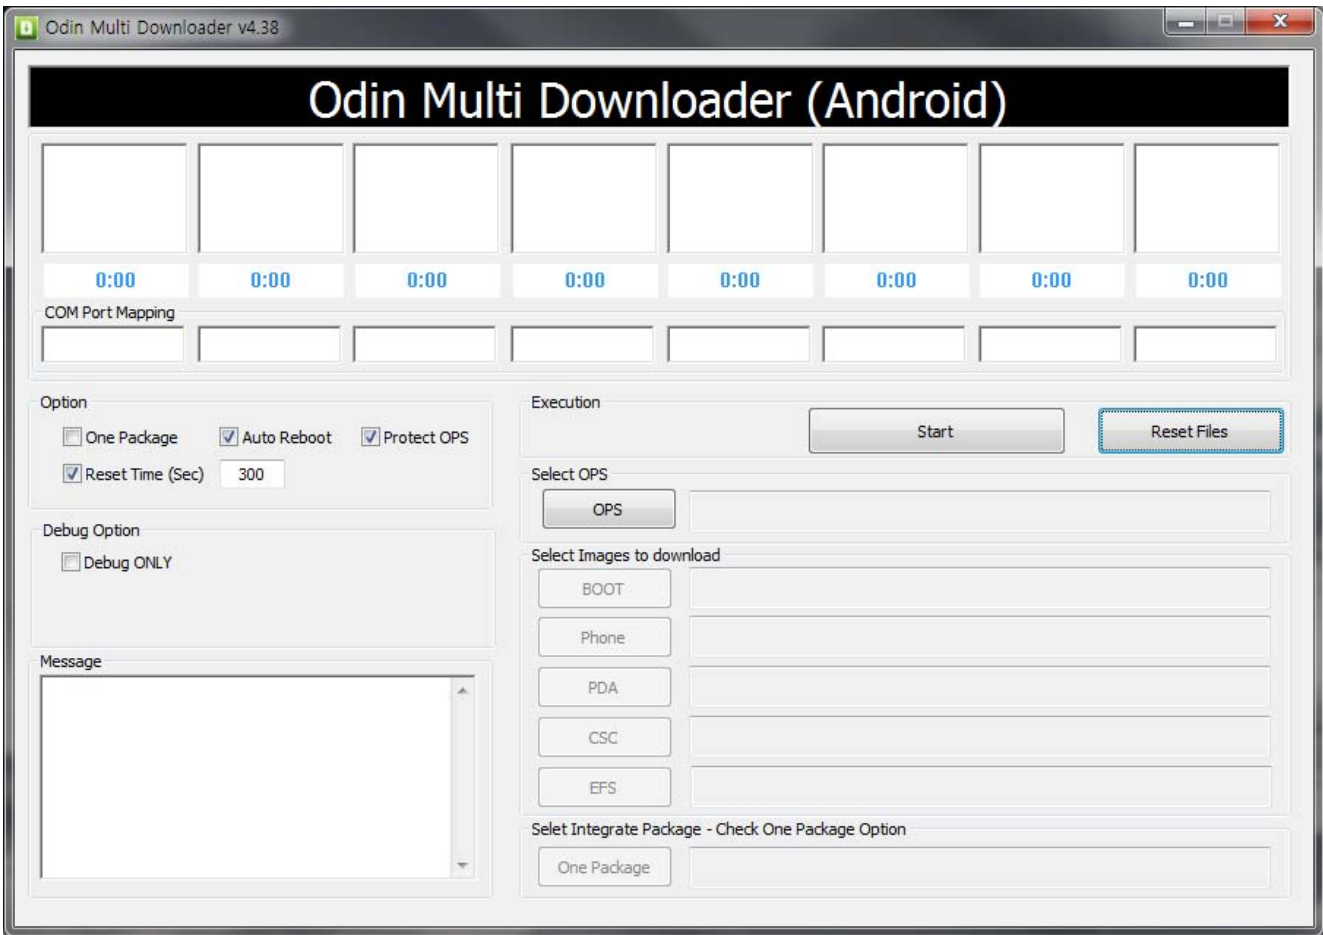 Odin Multi Downloader v4.38
Odin Multi Downloader (Android)
0:00 0:00 0:00 0:00 0:00 0:00 0:00 0:00
COM Port Mapping
Option
One Package Auto Reboot Protect OPS
Reset Time (Sec) 300
Debug Option
Debug ONLY
Message
Execution
Start Reset Files
Select OPS
OPS
Select Images to download
BOOT
Phone
PDA
CSC
EFS
Selet Integrate Package - Check One Package Option
One Package